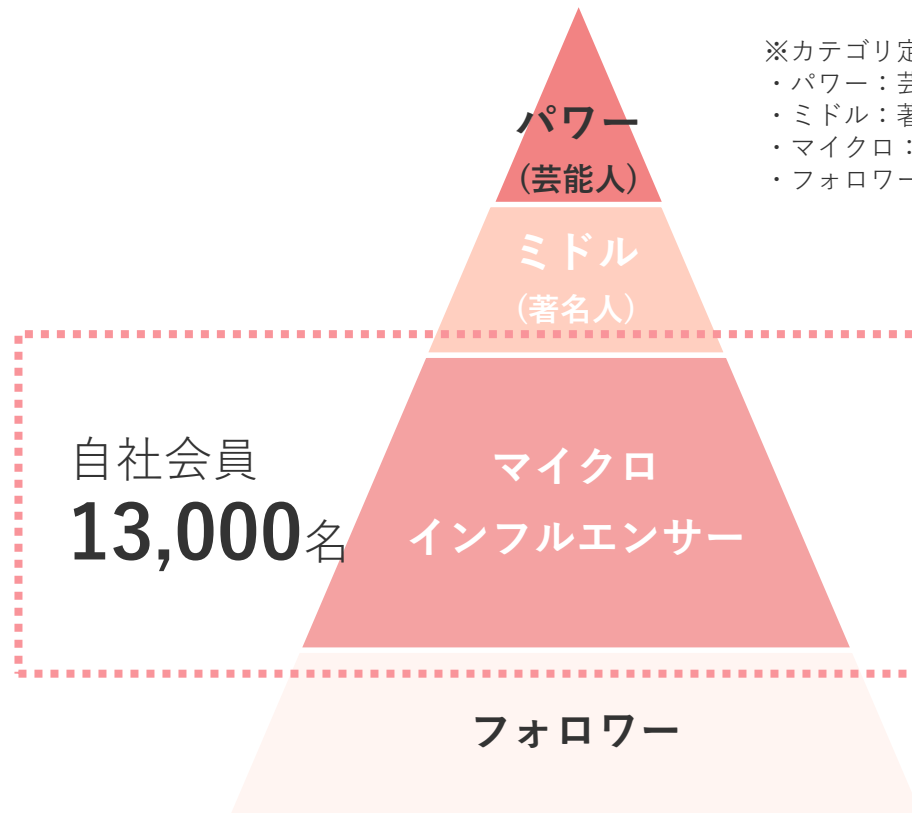 パワー
(芸能人)
※カテゴリ定
・パワー：芸
・ミドル：著
・マイクロ：
・フォロワー
ミドル
(著名人)
自社会員
13,000名
マイクロ
インフルエンサー
フォロワー